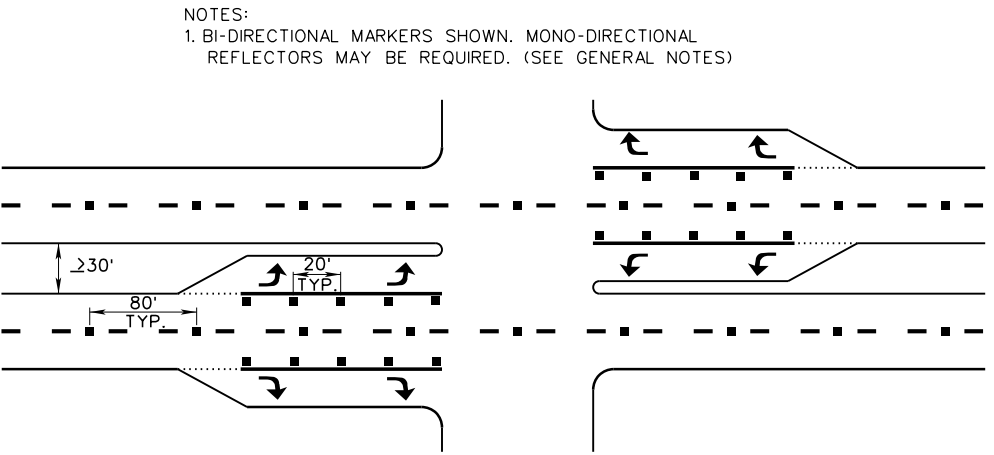 NOTES:
1. BI-DIRECTIONAL MARKERS SHOWN. MONO-DIRECTIONAL
REFLECTORS MAY BE REQUIRED. (SEE GENERAL NOTES)
≥30'
20'
TYP.
80'
TYP.